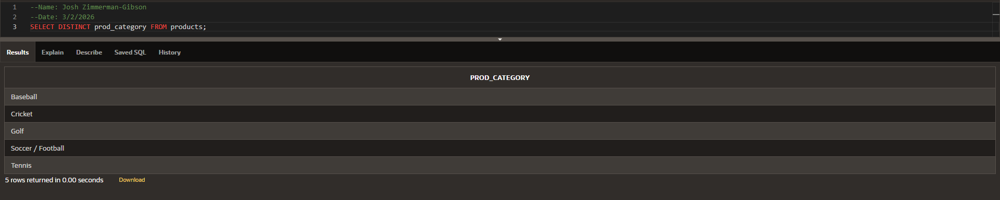 1 --Name: Josh Zimmerman-Gibson
2 --Date: 3/2/2026
3 SELECT DISTINCT prod_category FROM products;
Results Explain Describe Saved SQL History
PROD_CATEGORY
Baseball
Cricket
Golf
Soccer / Football
Tennis
5 rows returned in 0.00 seconds Download